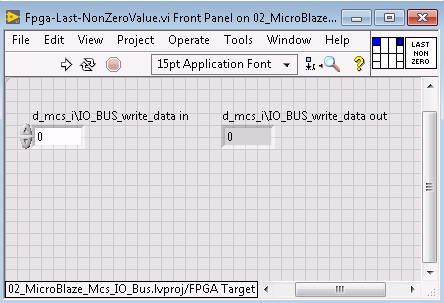 Fpga-Last-NonZeroValue.vi Front Panel on 02_MicroBlaze...
File Edit View Project Operate Tools Window Help
LAST
NON
ZERO
15pt Application Font
?
d_mcs_i\IO_BUS_write_data in
d_mcs_i\IO_BUS_write_data out
0
0
02_MicroBlaze_Mcs_IO_Bus.lvproj/FPGA Target